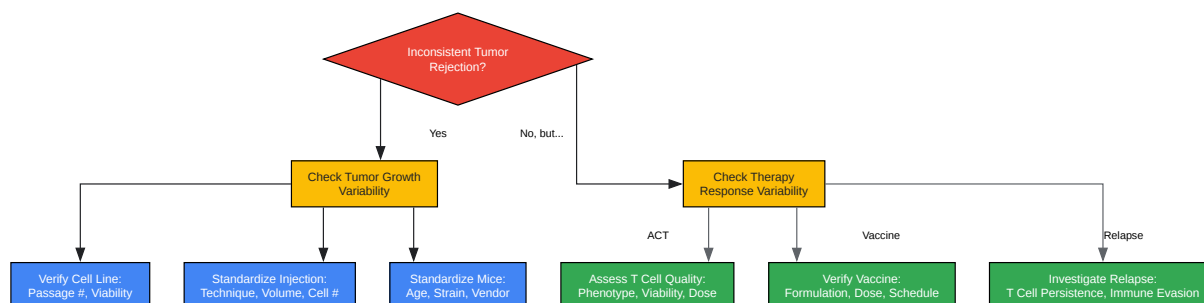 Inconsistent Tumor
Rejection?
Yes
No, but...
Check Tumor Growth
Variability
Check Therapy
Response Variability
ACT
Vaccine
Relapse
Verify Cell Line:
Passage #, Viability
Standardize Injection:
Technique, Volume, Cell #
Standardize Mice:
Age, Strain, Vendor
Assess T Cell Quality:
Phenotype, Viability, Dose
Verify Vaccine:
Formulation, Dose, Schedule
Investigate Relapse:
T Cell Persistence, Immune Evasion